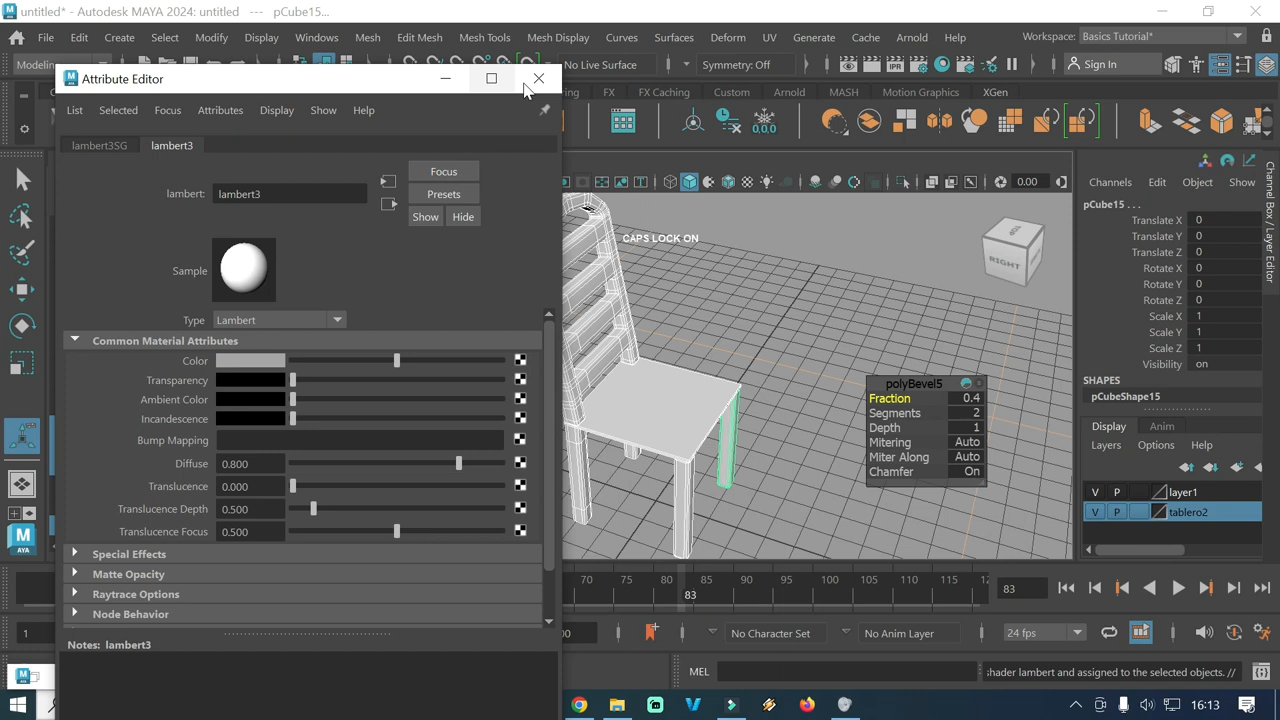 untitled* - Autodesk MAYA 2024: untitled --- pCube15...
File Edit Create Select Modify Display Windows Mesh Edit Mesh Mesh Tools Mesh Display Curves Surfaces Deform UV Generate Cache Arnold Help Workspace: Basics Tutorial*
No Live Surface Symmetry: Off Sign In
FX FX Caching Custom Arnold MASH Motion Graphics XGen
Attribute Editor
List Selected Focus Attributes Display Show Help
lambert3SG lambert3
lambert: lambert3
Focus
Presets
Show Hide
Sample
Type Lambert
Common Material Attributes
Color
Transparency
Ambient Color
Incandescence
Bump Mapping
Diffuse 0.800
Translucence 0.000
Translucence Depth 0.500
Translucence Focus 0.500
Special Effects
Matte Opacity
Raytrace Options
Node Behavior
Notes: lambert3
0.00
CAPS LOCK ON
RIGHT
polyBevel5
Fraction 0.4
Segments 2
Depth 1
Mitering Auto
Miter Along Auto
Chamfer On
Channels Edit Object Show
pCube15 . . .
Translate X 0
Translate Y 0
Translate Z 0
Rotate X 0
Rotate Y 0
Rotate Z 0
Scale X 1
Scale Y 1
Scale Z 1
Visibility on
SHAPES
pCubeShape15
Display Anim
Layers Options Help
V P layer1
V P tablero2
Channel Box / Layer Editor
70 75 80 85 90 95 100 105 110 115 12
83
83
1
00
No Character Set No Anim Layer 24 fps
MEL
shader lambert and assigned to the selected objects. //
MAYA
16:13